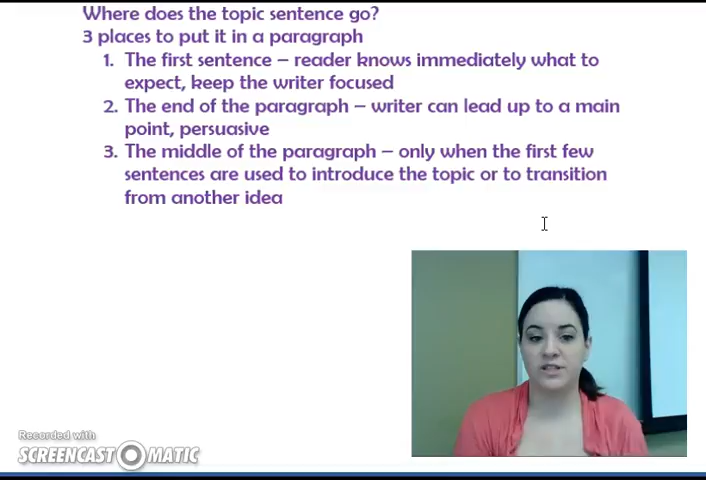 Where does the topic sentence go?
3 places to put it in a paragraph
1. The first sentence – reader knows immediately what to
expect, keep the writer focused
2. The end of the paragraph – writer can lead up to a main
point, persuasive
3. The middle of the paragraph – only when the first few
sentences are used to introduce the topic or to transition
from another idea
Recorded with
SCREENCAST-O-MATIC